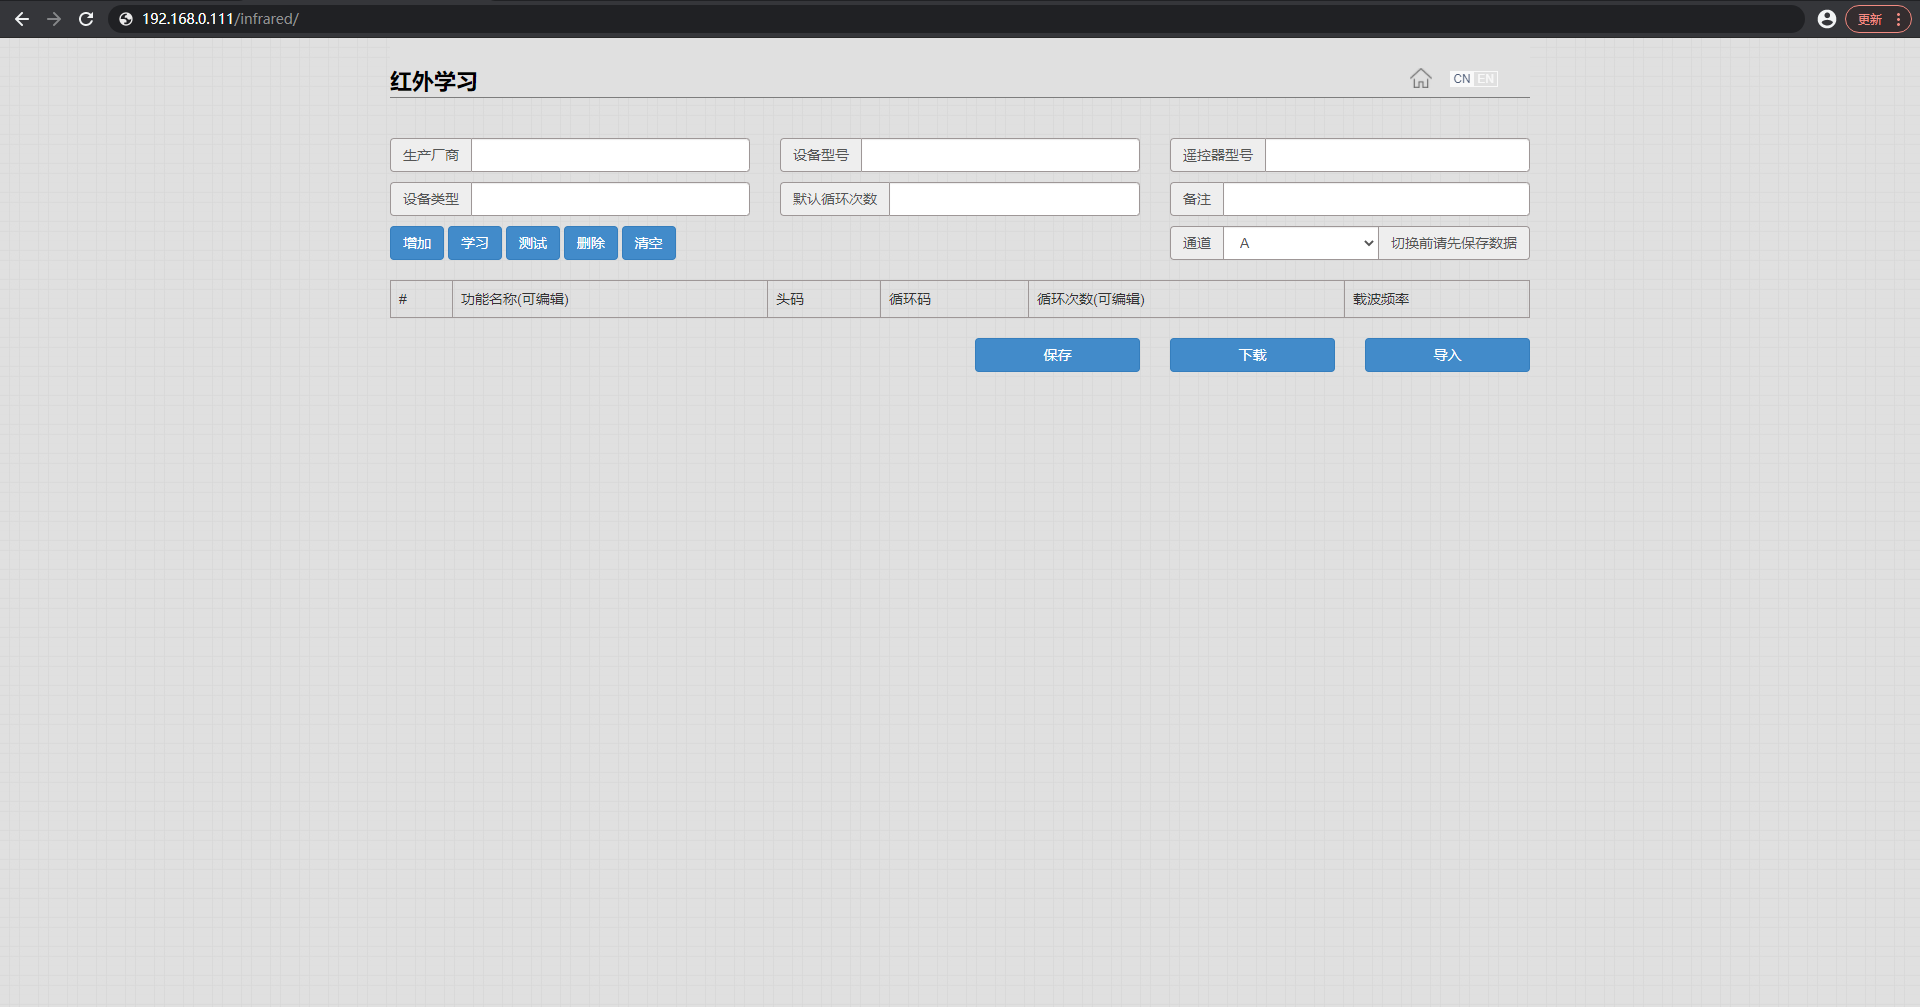 192.168.0.111/infrared/ 更新
红外学习 CN EN
生产厂商 设备型号 遥控器型号
设备类型 默认循环次数 备注
增加 学习 测试 删除 清空 通道 A 切换前请先保存数据
# 功能名称(可编辑) 头码 循环码 循环次数(可编辑) 载波频率
保存 下载 导入